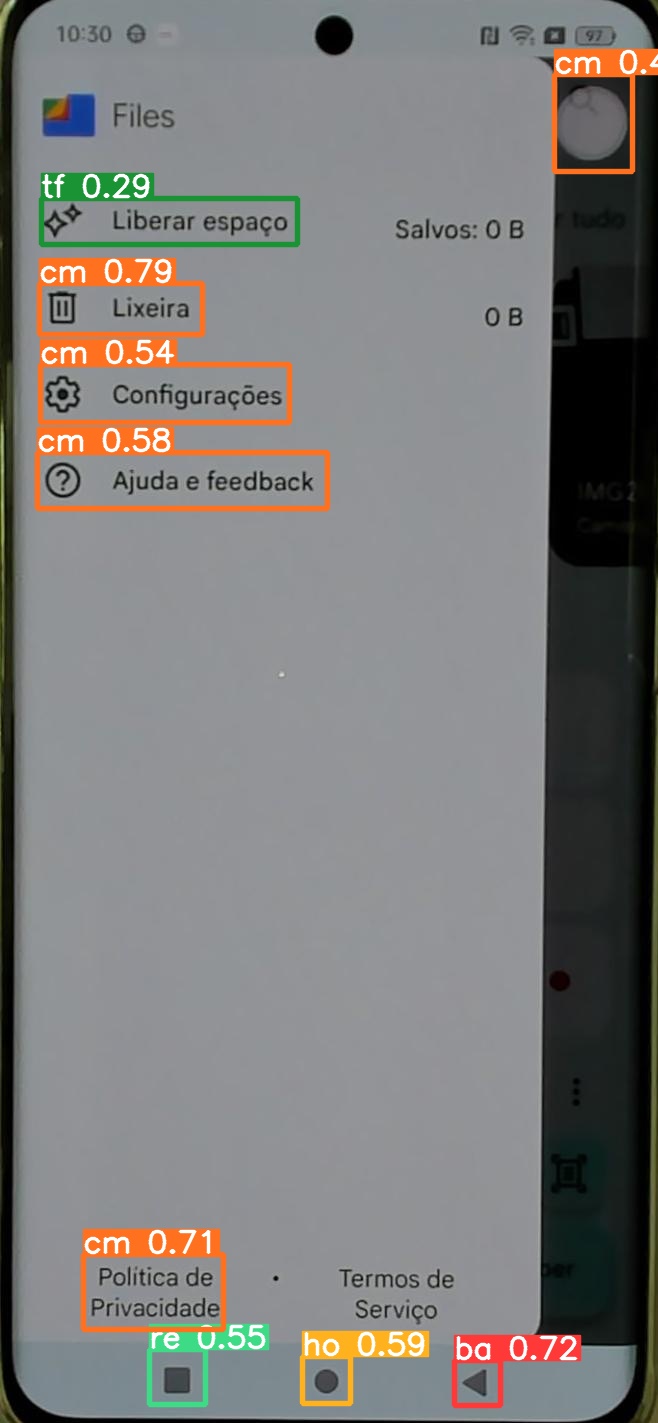 10:30
97
cm 0.4
Files
tf 0.29
Liberar espaço
Salvos: 0 B
tudo
cm 0.79
Lixeira
0 B
cm 0.54
Configurações
cm 0.58
Ajuda e feedback
IMG2
cm 0.71
Política de
Privacidade
•
Termos de
Serviço
re 0.55
ho 0.59
ba 0.72